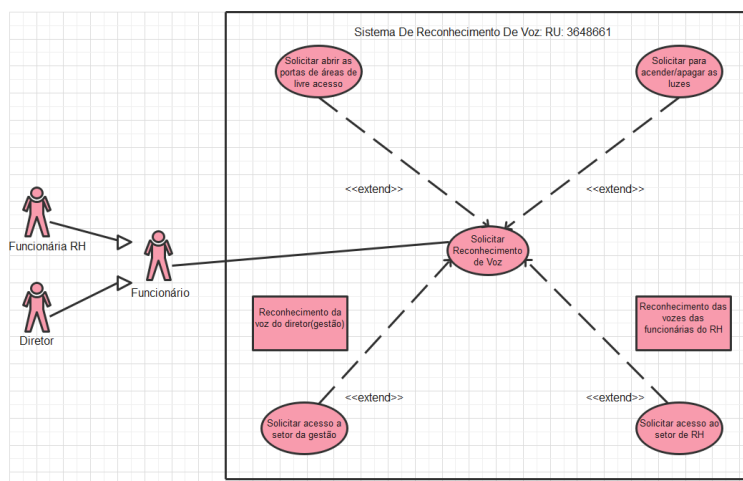 Sistema De Reconhecimento De Voz: RU: 3648661
Solicitar abrir as
portas de áreas de
livre acesso
Solicitar para
acender/apagar as
luzes
<<extend>>
<<extend>>
Funcionária RH
Funcionário
Diretor
Solicitar
Reconhecimento
de Voz
Reconhecimento da
voz do diretor(gestão)
Reconhecimento das
vozes das
funcionárias do RH
<<extend>>
<<extend>>
Solicitar acesso a
setor da gestão
Solicitar acesso ao
setor de RH